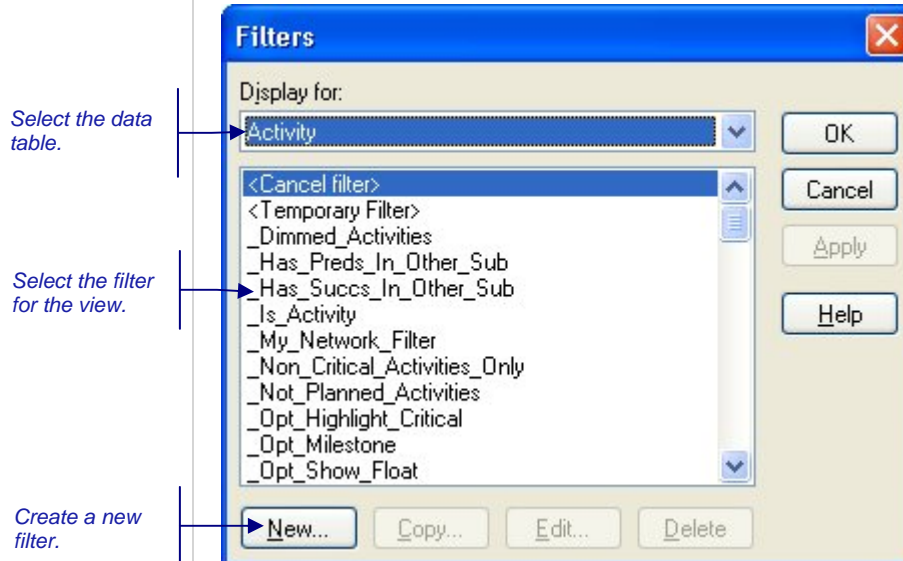 Filters
Display for:
Select the data
table.
Activity
OK
<Cancel filter>
Cancel
<Temporary Filter>
_Dimmed_Activities
Apply
_Has_Preds_In_Other_Sub
Select the filter
for the view.
_Has_Succs_In_Other_Sub
_Is_Activity
Help
_My_Network_Filter
_Non_Critical_Activities_Only
_Not_Planned_Activities
_Opt_Highlight_Critical
_Opt_Milestone
_Opt_Show_Float
Create a new
filter.
New...
Copy...
Edit...
Delete